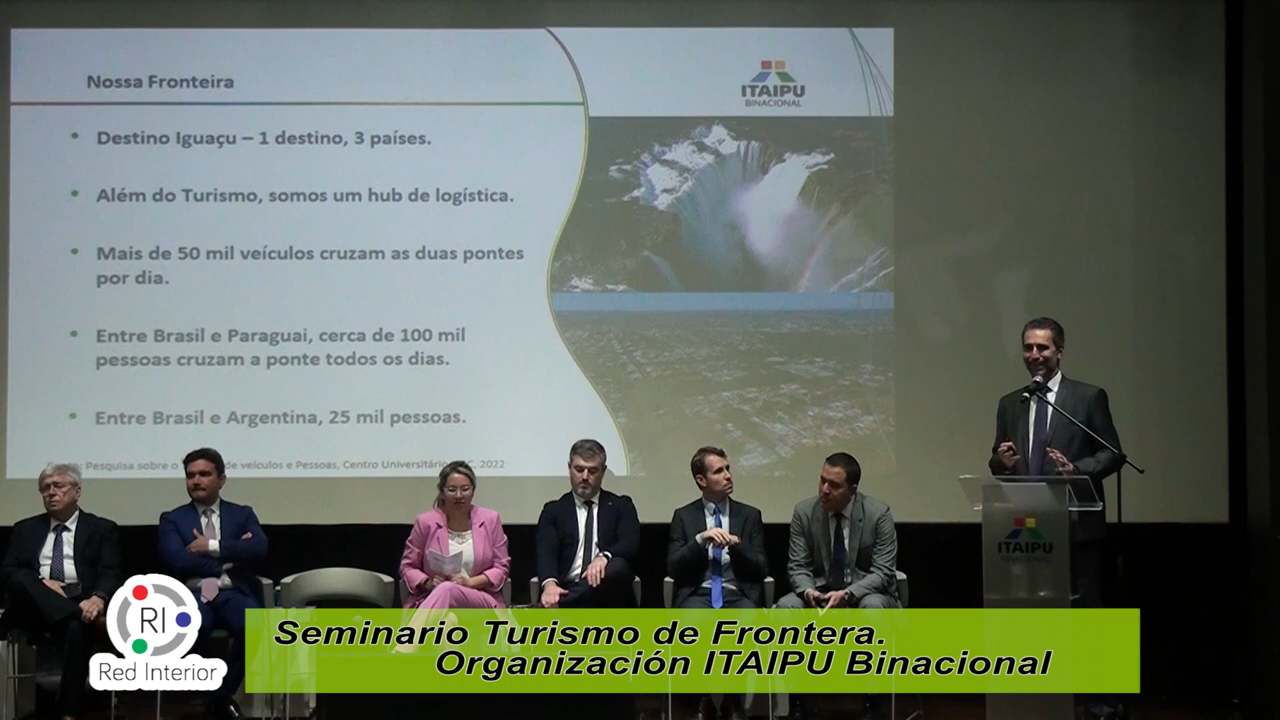 Nossa Fronteira
ITAIPU
BINACIONAL
• Destino Iguaçu – 1 destino, 3 países.
• Além do Turismo, somos um hub de logística.
• Mais de 50 mil veículos cruzam as duas pontes
por dia.
• Entre Brasil e Paraguai, cerca de 100 mil
pessoas cruzam a ponte todos os dias.
• Entre Brasil e Argentina, 25 mil pessoas.
Pesquisa sobre o de veículos e Pessoas, Centro Universitário 2022
ITAIPU
BINACIONAL
RI
Red Interior
Seminario Turismo de Frontera.
Organización ITAIPU Binacional